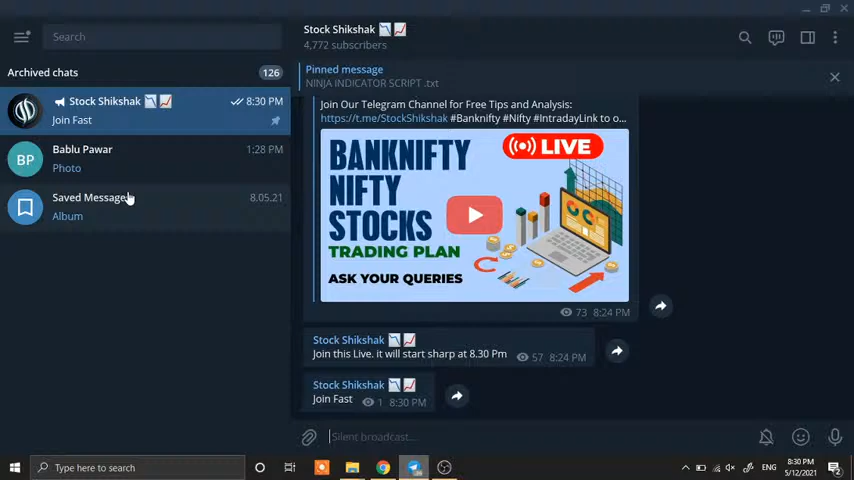 Search
Archived chats
126
Stock Shikshak
8:30 PM
Join Fast
BP
Bablu Pawar
1:28 PM
Photo
Saved Message
8.05.21
Album
Stock Shikshak
4,772 subscribers
Pinned message
NINJA INDICATOR SCRIPT .txt
Join Our Telegram Channel for Free Tips and Analysis:
https://t.me/StockShikshak #Banknifty #Nifty #IntradayLink to o...
LIVE
BANKNIFTY
NIFTY
STOCKS
TRADING PLAN
ASK YOUR QUERIES
73 8:24 PM
Stock Shikshak
Join this Live. it will start sharp at 8.30 Pm
57 8:24 PM
Stock Shikshak
Join Fast
1 8:30 PM
Silent broadcast...
Type here to search
ENG
8:30 PM
5/12/2021
2